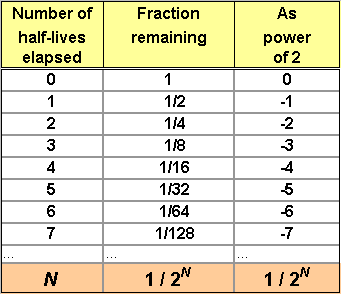 Number of half-lives elapsed Fraction remaining As power of 2
0 1 0
1 1/2 -1
2 1/4 -2
3 1/8 -3
4 1/16 -4
5 1/32 -5
6 1/64 -6
7 1/128 -7
... ... ...
N 1 / 2^N 1 / 2^N